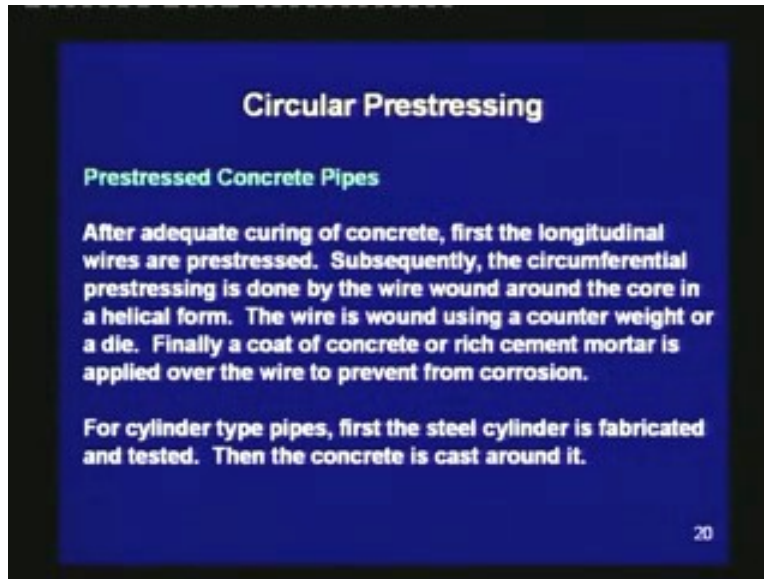 Circular Prestressing
Prestressed Concrete Pipes
After adequate curing of concrete, first the longitudinal
wires are prestressed. Subsequently, the circumferential
prestressing is done by the wire wound around the core in
a helical form. The wire is wound using a counter weight or
a die. Finally a coat of concrete or rich cement mortar is
applied over the wire to prevent from corrosion.
For cylinder type pipes, first the steel cylinder is fabricated
and tested. Then the concrete is cast around it.
20